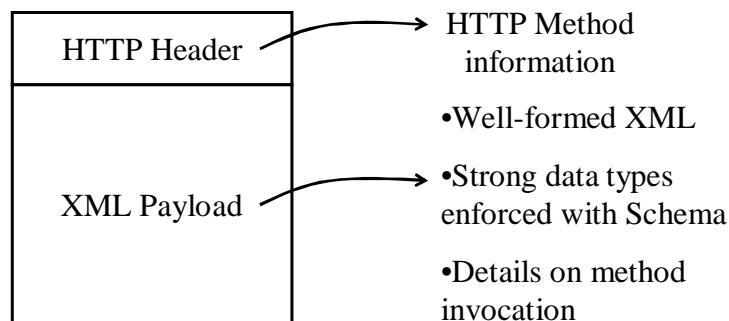 HTTP Header
HTTP Method
information
•Well-formed XML
XML Payload
•Strong data types
enforced with Schema
•Details on method
invocation